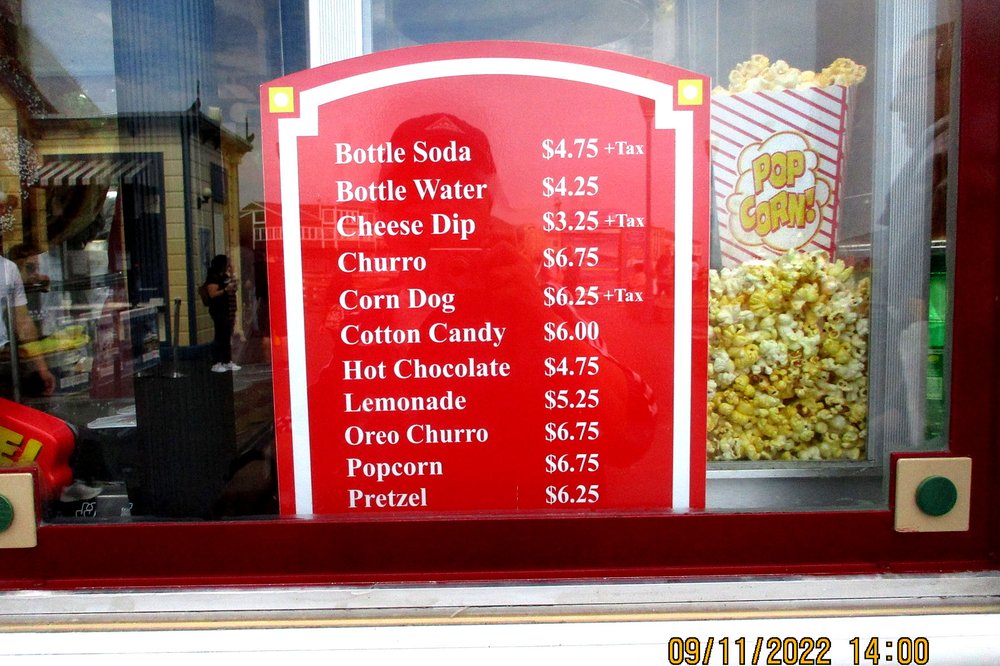 Bottle Soda $4.75 +Tax
Bottle Water $4.25
Cheese Dip $3.25 +Tax
Churro $6.75
Corn Dog $6.25 +Tax
Cotton Candy $6.00
Hot Chocolate $4.75
Lemonade $5.25
Oreo Churro $6.75
Popcorn $6.75
Pretzel $6.25
POP
CORN!
E!
09/11/2022 14:00